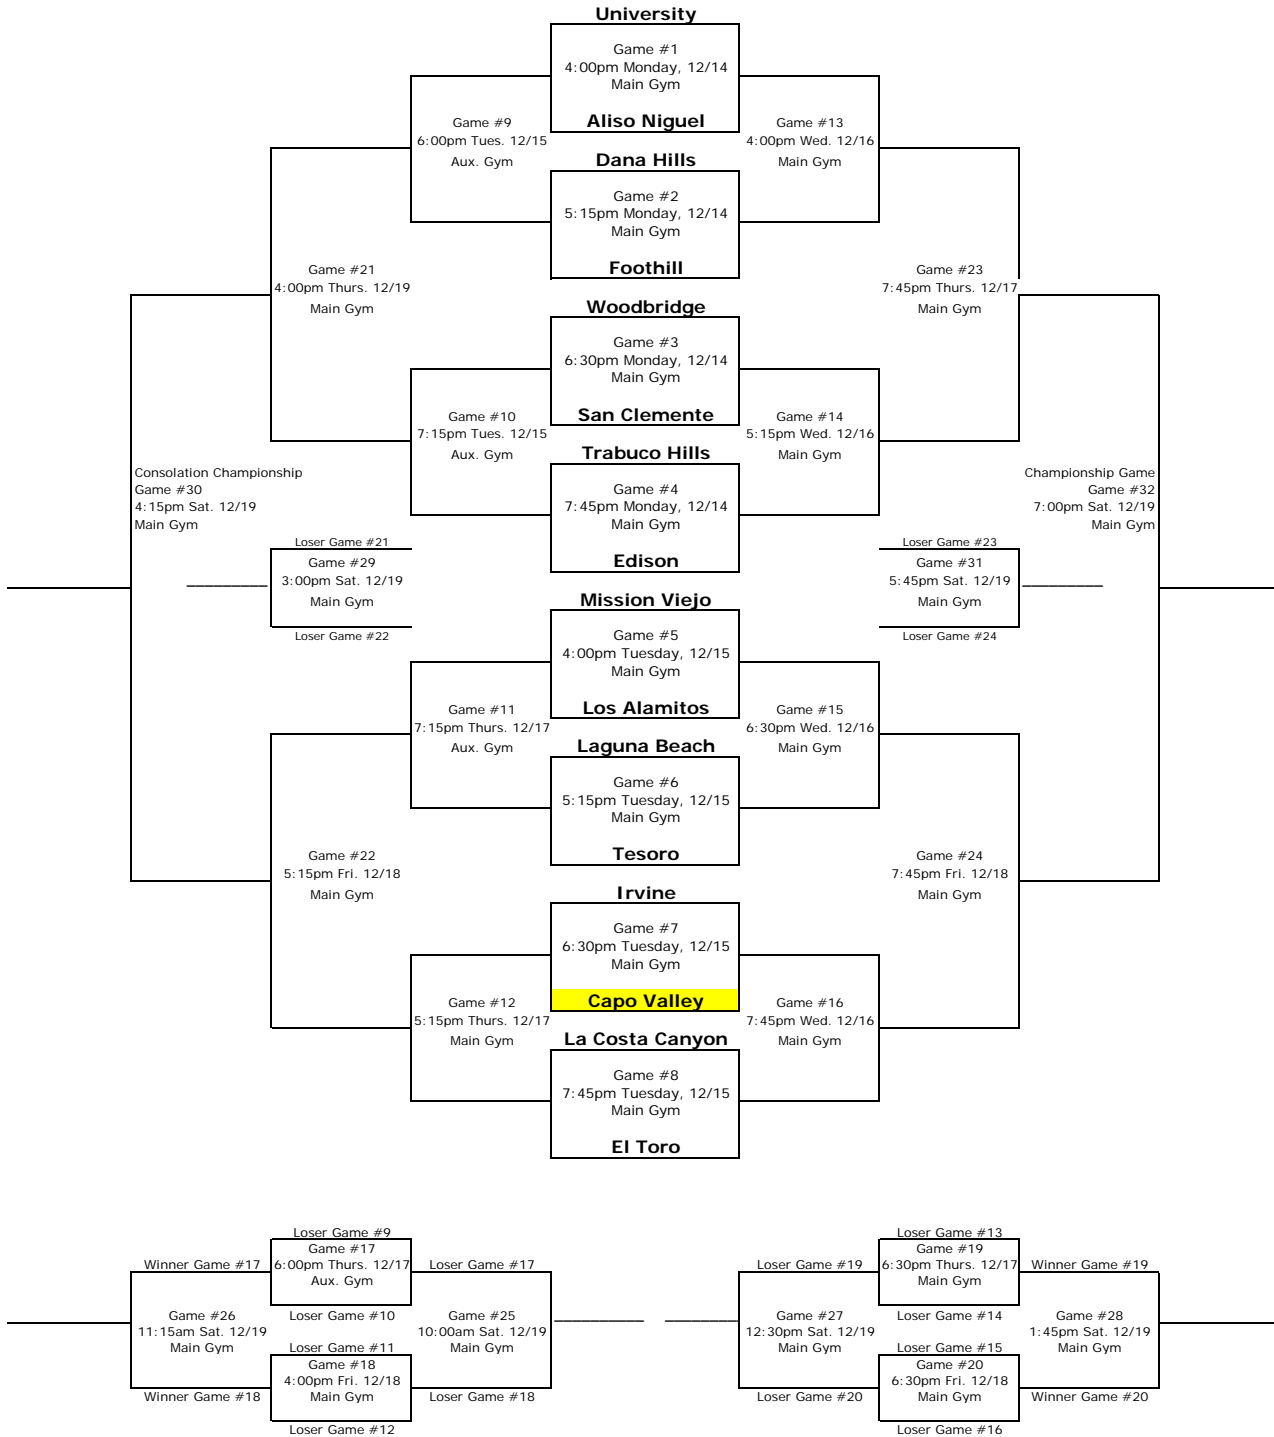 University
Game #1
4:00pm Monday, 12/14
Main Gym
Aliso Niguel
Game #9
6:00pm Tues. 12/15
Aux. Gym
Game #13
4:00pm Wed. 12/16
Main Gym
Dana Hills
Game #2
5:15pm Monday, 12/14
Main Gym
Foothill
Game #21
4:00pm Thurs. 12/19
Main Gym
Game #23
7:45pm Thurs. 12/17
Main Gym
Woodbridge
Game #3
6:30pm Monday, 12/14
Main Gym
San Clemente
Game #10
7:15pm Tues. 12/15
Aux. Gym
Game #14
5:15pm Wed. 12/16
Main Gym
Trabuco Hills
Game #4
7:45pm Monday, 12/14
Main Gym
Edison
Consolation Championship
Game #30
4:15pm Sat. 12/19
Main Gym
Championship Game
Game #32
7:00pm Sat. 12/19
Main Gym
Loser Game #21
Game #29
3:00pm Sat. 12/19
Main Gym
Loser Game #22
Loser Game #23
Game #31
5:45pm Sat. 12/19
Main Gym
Loser Game #24
Mission Viejo
Game #5
4:00pm Tuesday, 12/15
Main Gym
Los Alamitos
Game #11
7:15pm Thurs. 12/17
Aux. Gym
Game #15
6:30pm Wed. 12/16
Main Gym
Laguna Beach
Game #6
5:15pm Tuesday, 12/15
Main Gym
Tesoro
Game #22
5:15pm Fri. 12/18
Main Gym
Game #24
7:45pm Fri. 12/18
Main Gym
Irvine
Game #7
6:30pm Tuesday, 12/15
Main Gym
Capo Valley
Game #12
5:15pm Thurs. 12/17
Main Gym
Game #16
7:45pm Wed. 12/16
Main Gym
La Costa Canyon
Game #8
7:45pm Tuesday, 12/15
Main Gym
El Toro
Loser Game #9
Winner Game #17
Game #17
6:00pm Thurs. 12/17
Aux. Gym
Loser Game #17
Loser Game #10
Game #26
11:15am Sat. 12/19
Main Gym
Game #25
10:00am Sat. 12/19
Main Gym
Loser Game #11
Game #18
4:00pm Fri. 12/18
Main Gym
Winner Game #18
Loser Game #18
Loser Game #12
Loser Game #13
Loser Game #19
Game #19
6:30pm Thurs. 12/17
Main Gym
Winner Game #19
Loser Game #14
Game #27
12:30pm Sat. 12/19
Main Gym
Game #28
1:45pm Sat. 12/19
Main Gym
Loser Game #15
Game #20
6:30pm Fri. 12/18
Main Gym
Loser Game #20
Winner Game #20
Loser Game #16